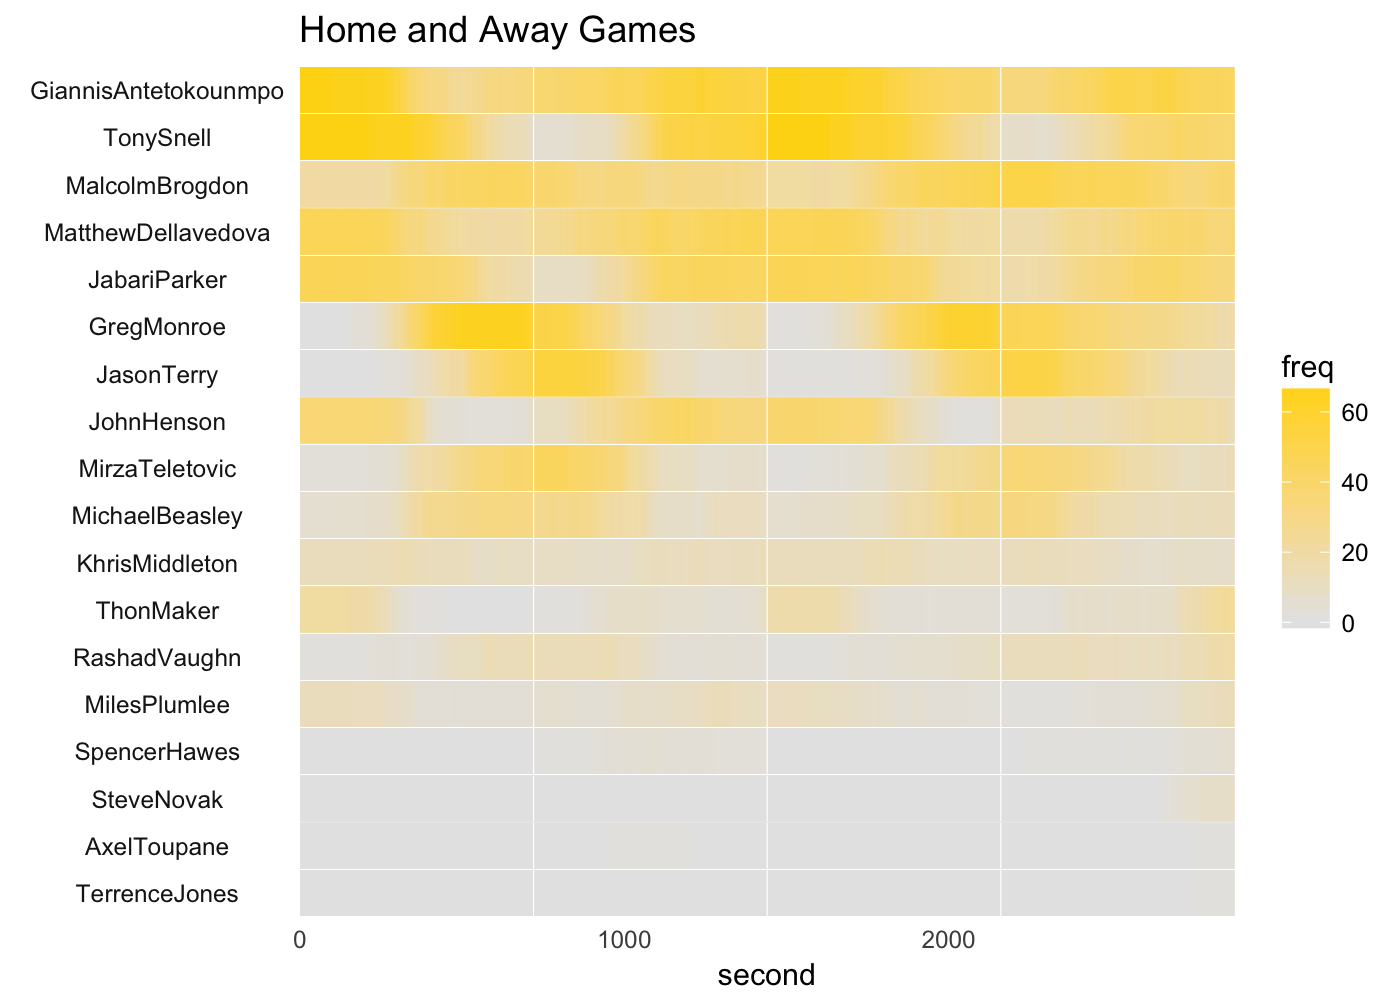 Home and Away Games
GiannisAntetokounmpo
TonySnell
MalcolmBrogdon
MatthewDellavedova
JabariParker
GregMonroe
JasonTerry
JohnHenson
MirzaTeletovic
MichaelBeasley
KhrisMiddleton
ThonMaker
RashadVaughn
MilesPlumlee
SpencerHawes
SteveNovak
AxelToupane
TerrenceJones
0 1000 2000
second
freq
60
40
20
0